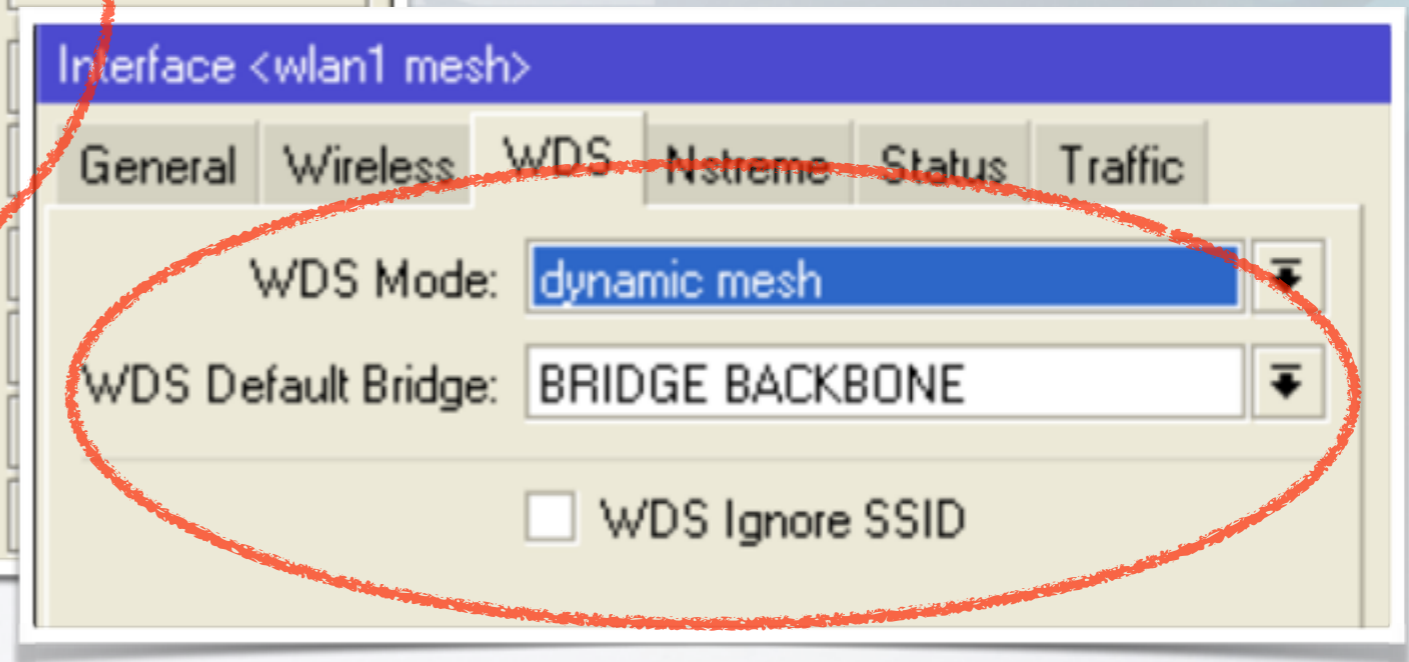 Interface <wlan1 mesh>
General Wireless WDS Nstreme Status Traffic
WDS Mode: dynamic mesh
WDS Default Bridge: BRIDGE BACKBONE
WDS Ignore SSID